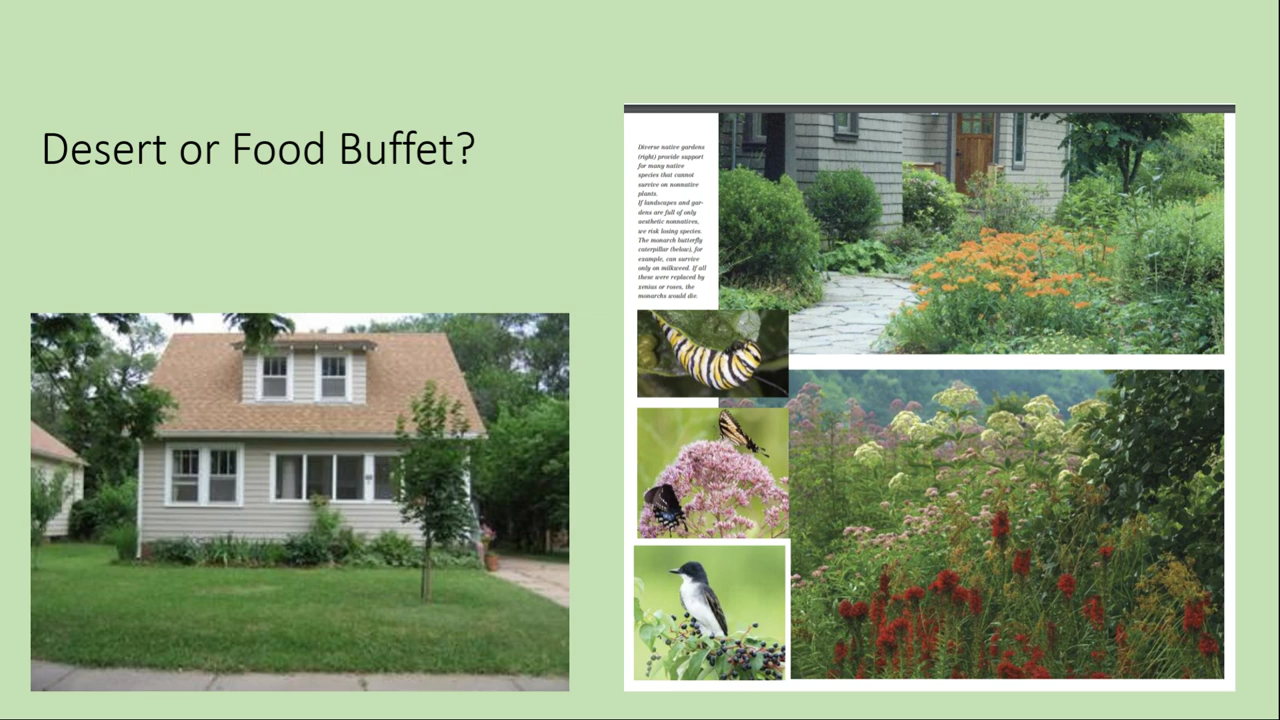 Desert or Food Buffet?
Diverse native gardens
(right) provide support
for many native
species that cannot
survive on nonnative
plants.
If landscapes and gar-
dens are full of only
aesthetic nonnatives,
we risk losing species.
The monarch butterfly
caterpillar (below), for
example, can survive
only on milkweed. If all
these were replaced by
xenias or roses, the
monarchs would die.